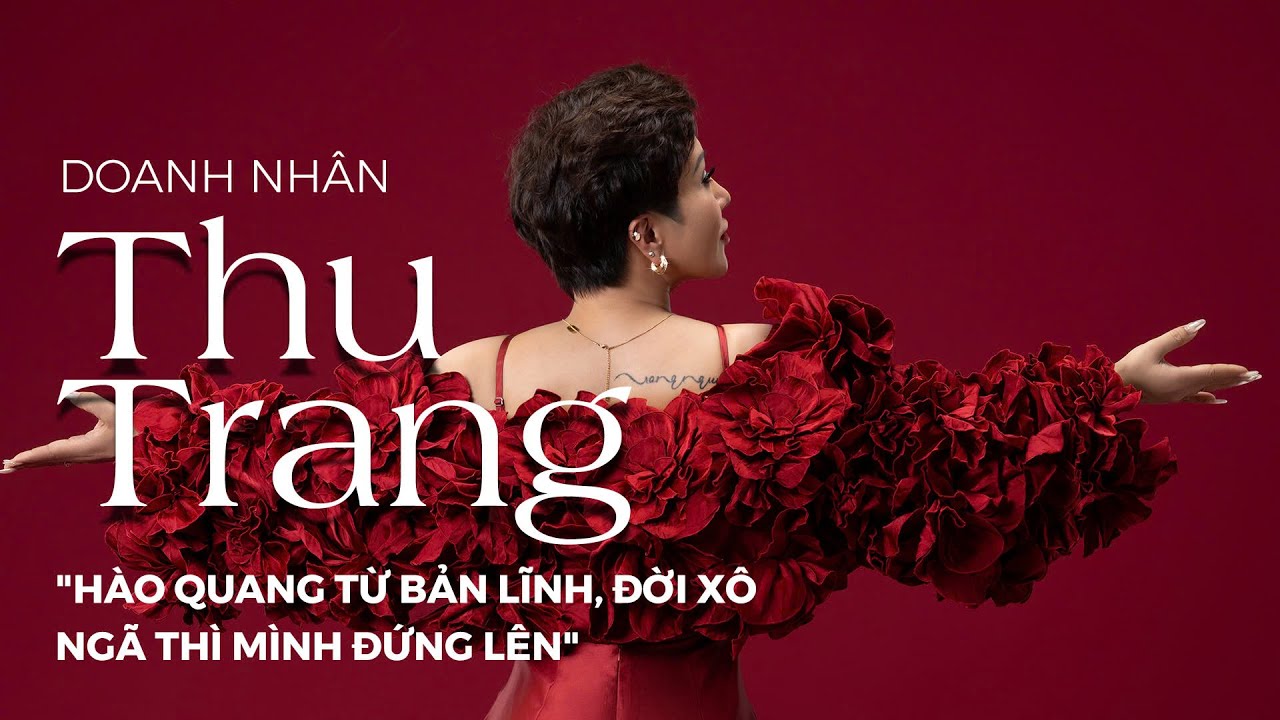 DOANH NHÂN
Thu
Trang
"HÀO QUANG TỪ BẢN LĨNH, ĐỜI XÔ
NGÃ THÌ MÌNH ĐỨNG LÊN"